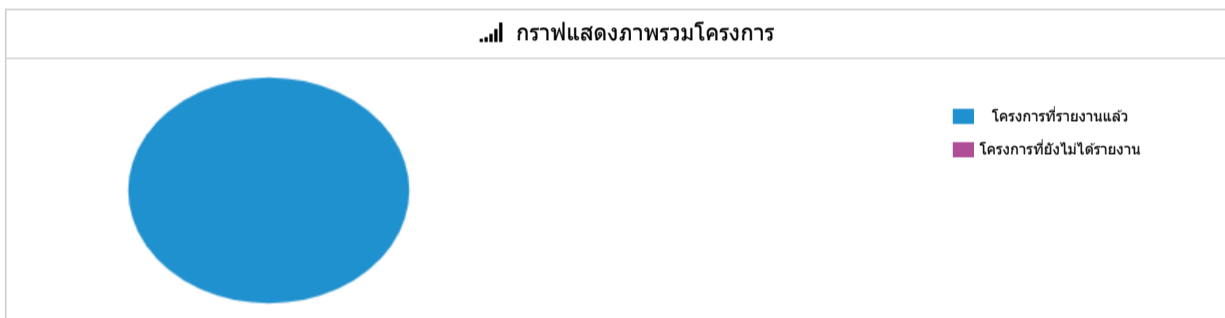 กราฟแสดงภาพรวมโครงการ
โครงการที่รายงานแล้ว
โครงการที่ยังไม่ได้รายงาน